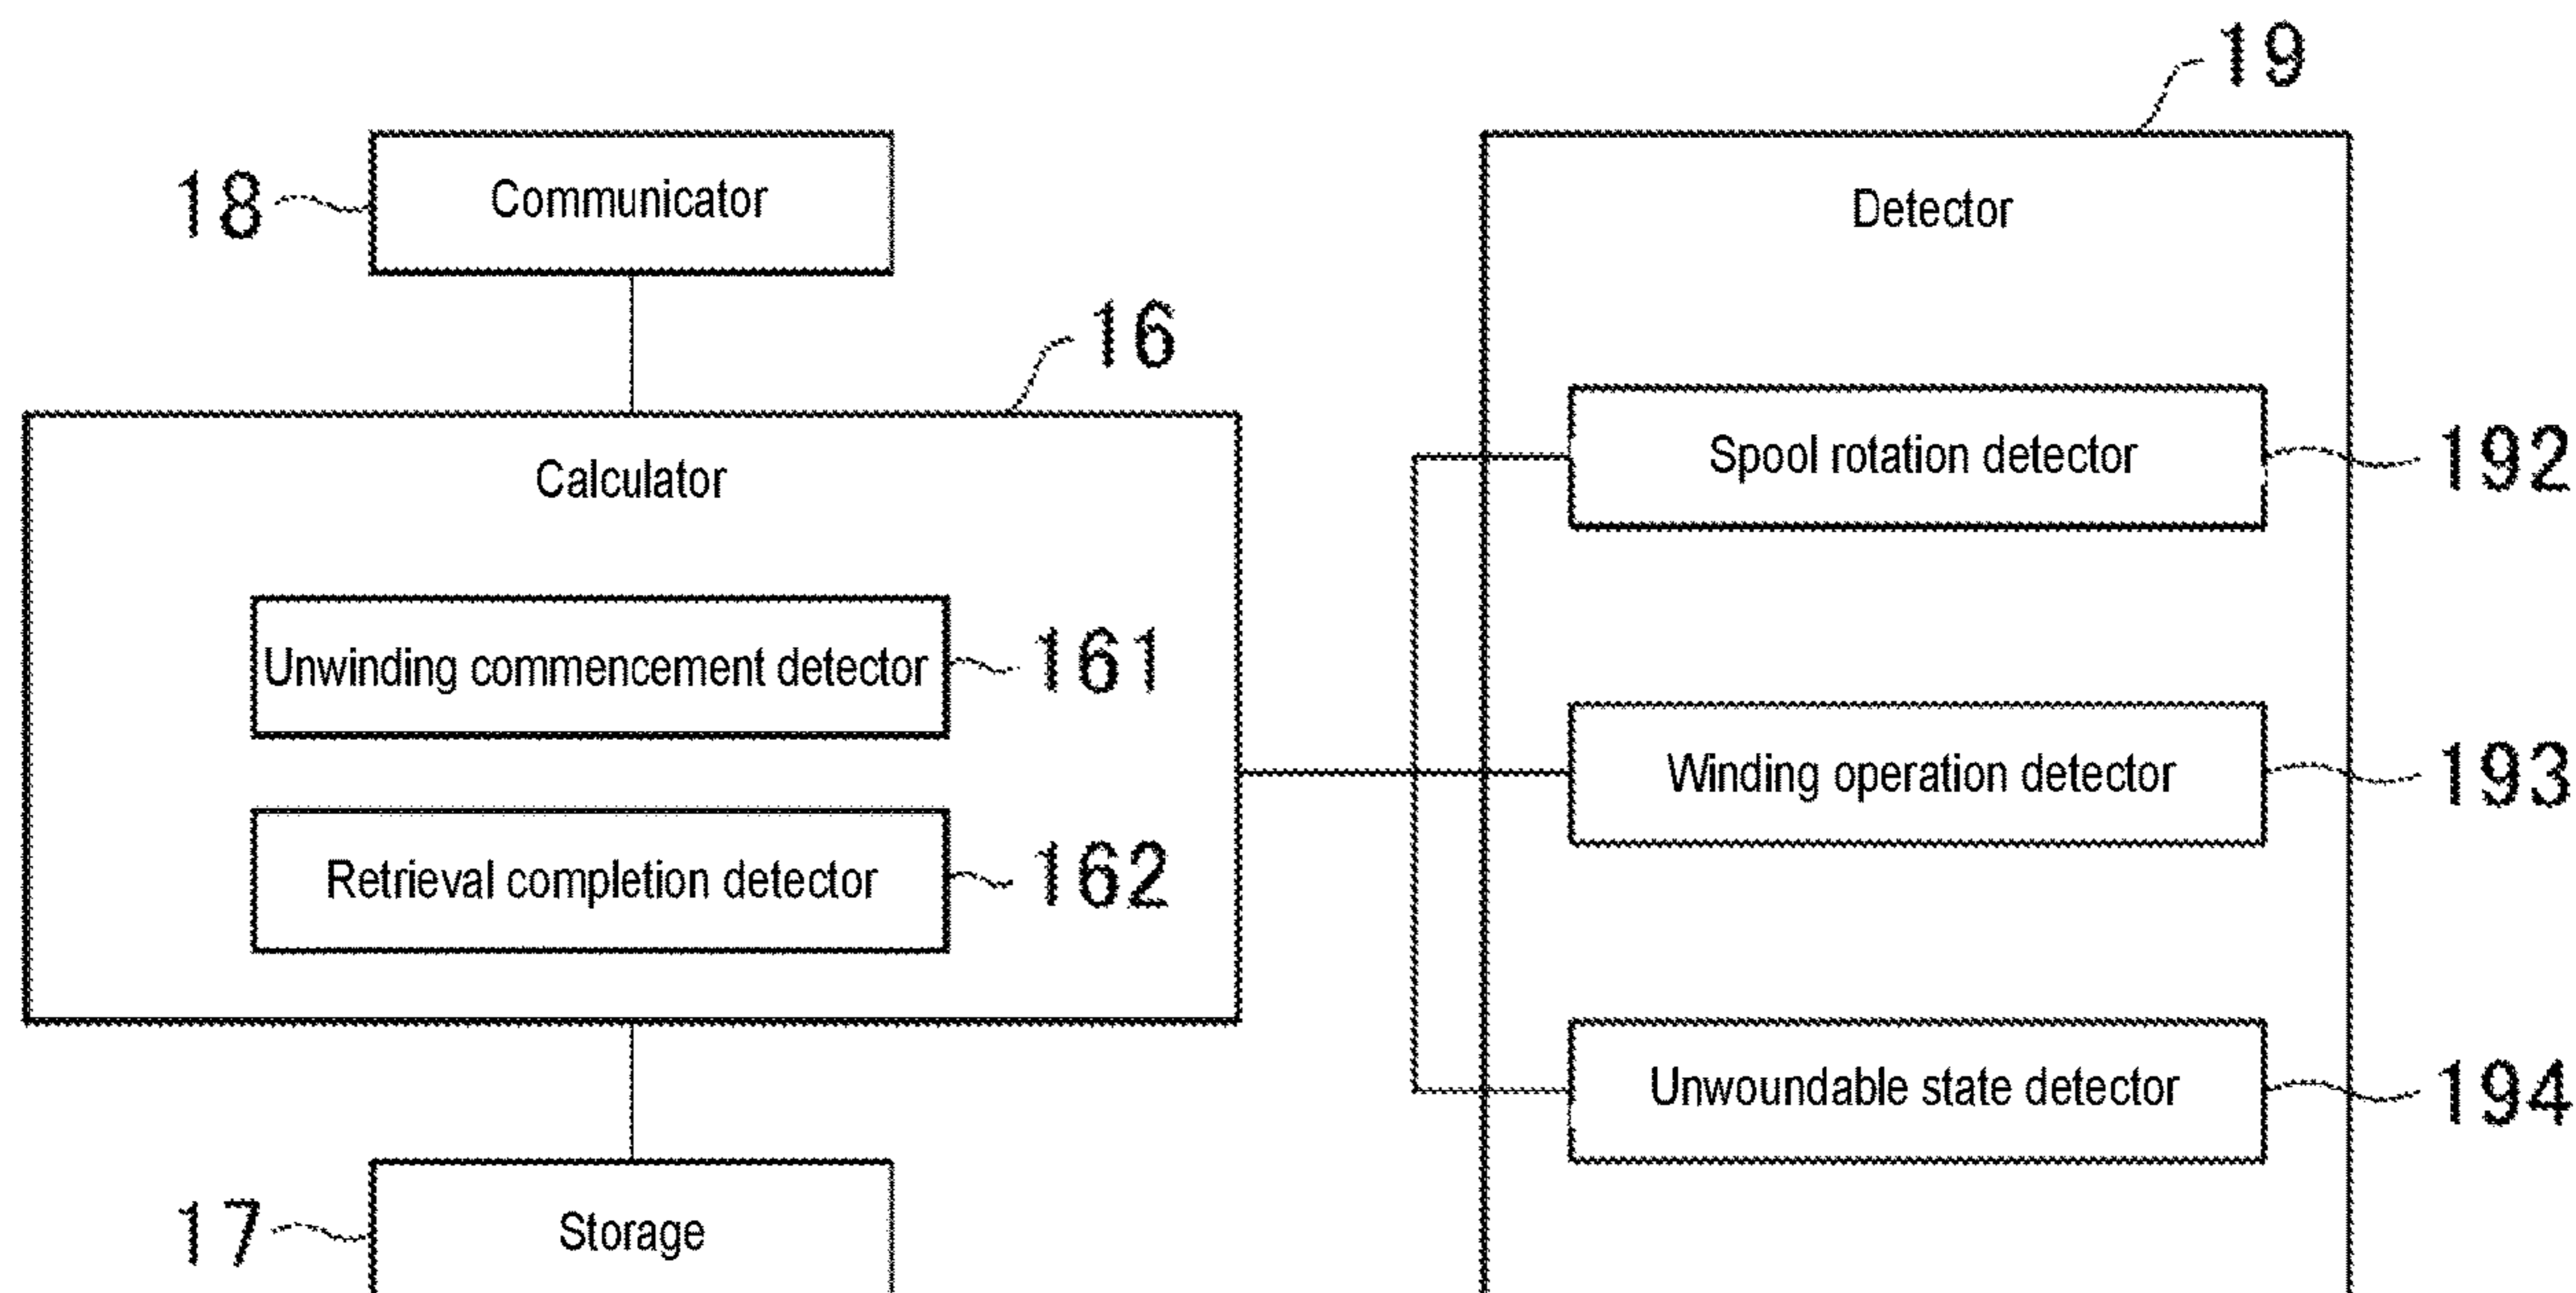 19
18
Communicator
Detector
16
Calculator
Spool rotation detector
192
Unwinding commencement detector
161
Winding operation detector
193
Retrieval completion detector
162
Unwoundable state detector
194
17
Storage